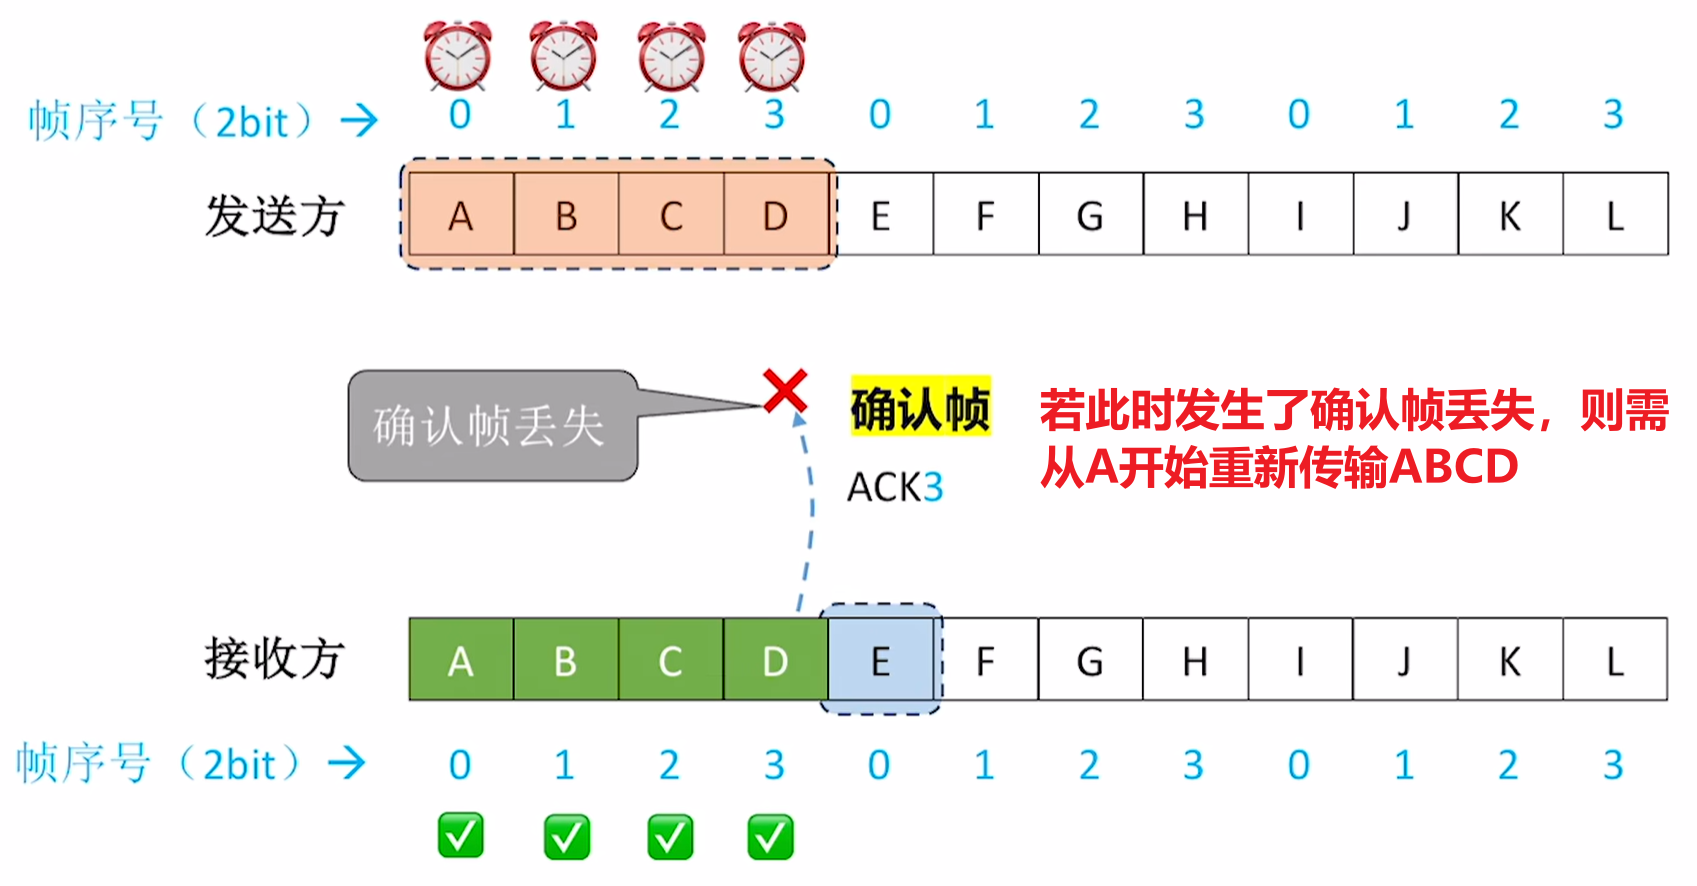 帧序号（2bit）→ 0 1 2 3 0 1 2 3 0 1 2 3
发送方 A B C D E F G H I J K L
确认帧丢失
确认帧
ACK3
若此时发生了确认帧丢失，则需
从A开始重新传输ABCD
接收方 A B C D E F G H I J K L
帧序号（2bit）→ 0 1 2 3 0 1 2 3 0 1 2 3